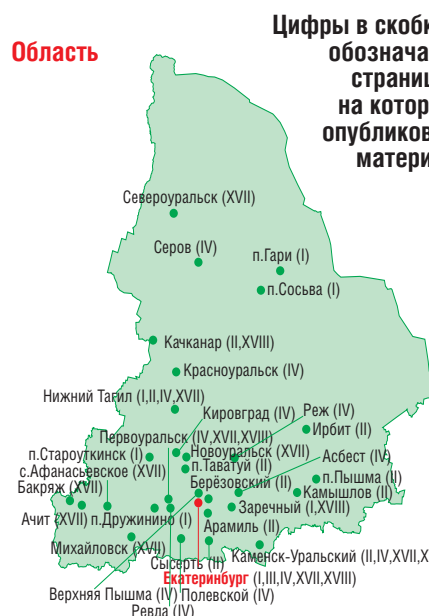 Область
Цифры в скобк
обознача
страниц
на котор
опубликов
матери
Североуральск (XVII)
Серов (IV)
п.Гари (I)
п.Сосьва (I)
Качканар (II,XVIII)
Красноуральск (IV)
Нижний Тагил (I,II,IV,XVII)
Кировград (IV)
Реж (IV)
Ирбит (II)
Первоуральск (IV,XVII,XVIII)
п.Староуткинск (I)
Новоуральск (XVII)
Асбест (IV)
с.Афанасьевское (XVII)
п.Таватуй (II)
п.Пышма (II)
Бакряж (XVII)
Берёзовский (II)
Камышлов (II)
Ачит (XVII)
п.Дружинино (I)
Заречный (I,XVIII)
Арамиль (II)
Михайловск (XVII)
Каменск-Уральский (II,IV,XVII,X
Сысерть (II)
Екатеринбург (I,III,IV,XVII,XVIII)
Верхняя Пышма (IV)
Полевской (IV)
Ревда (IV)